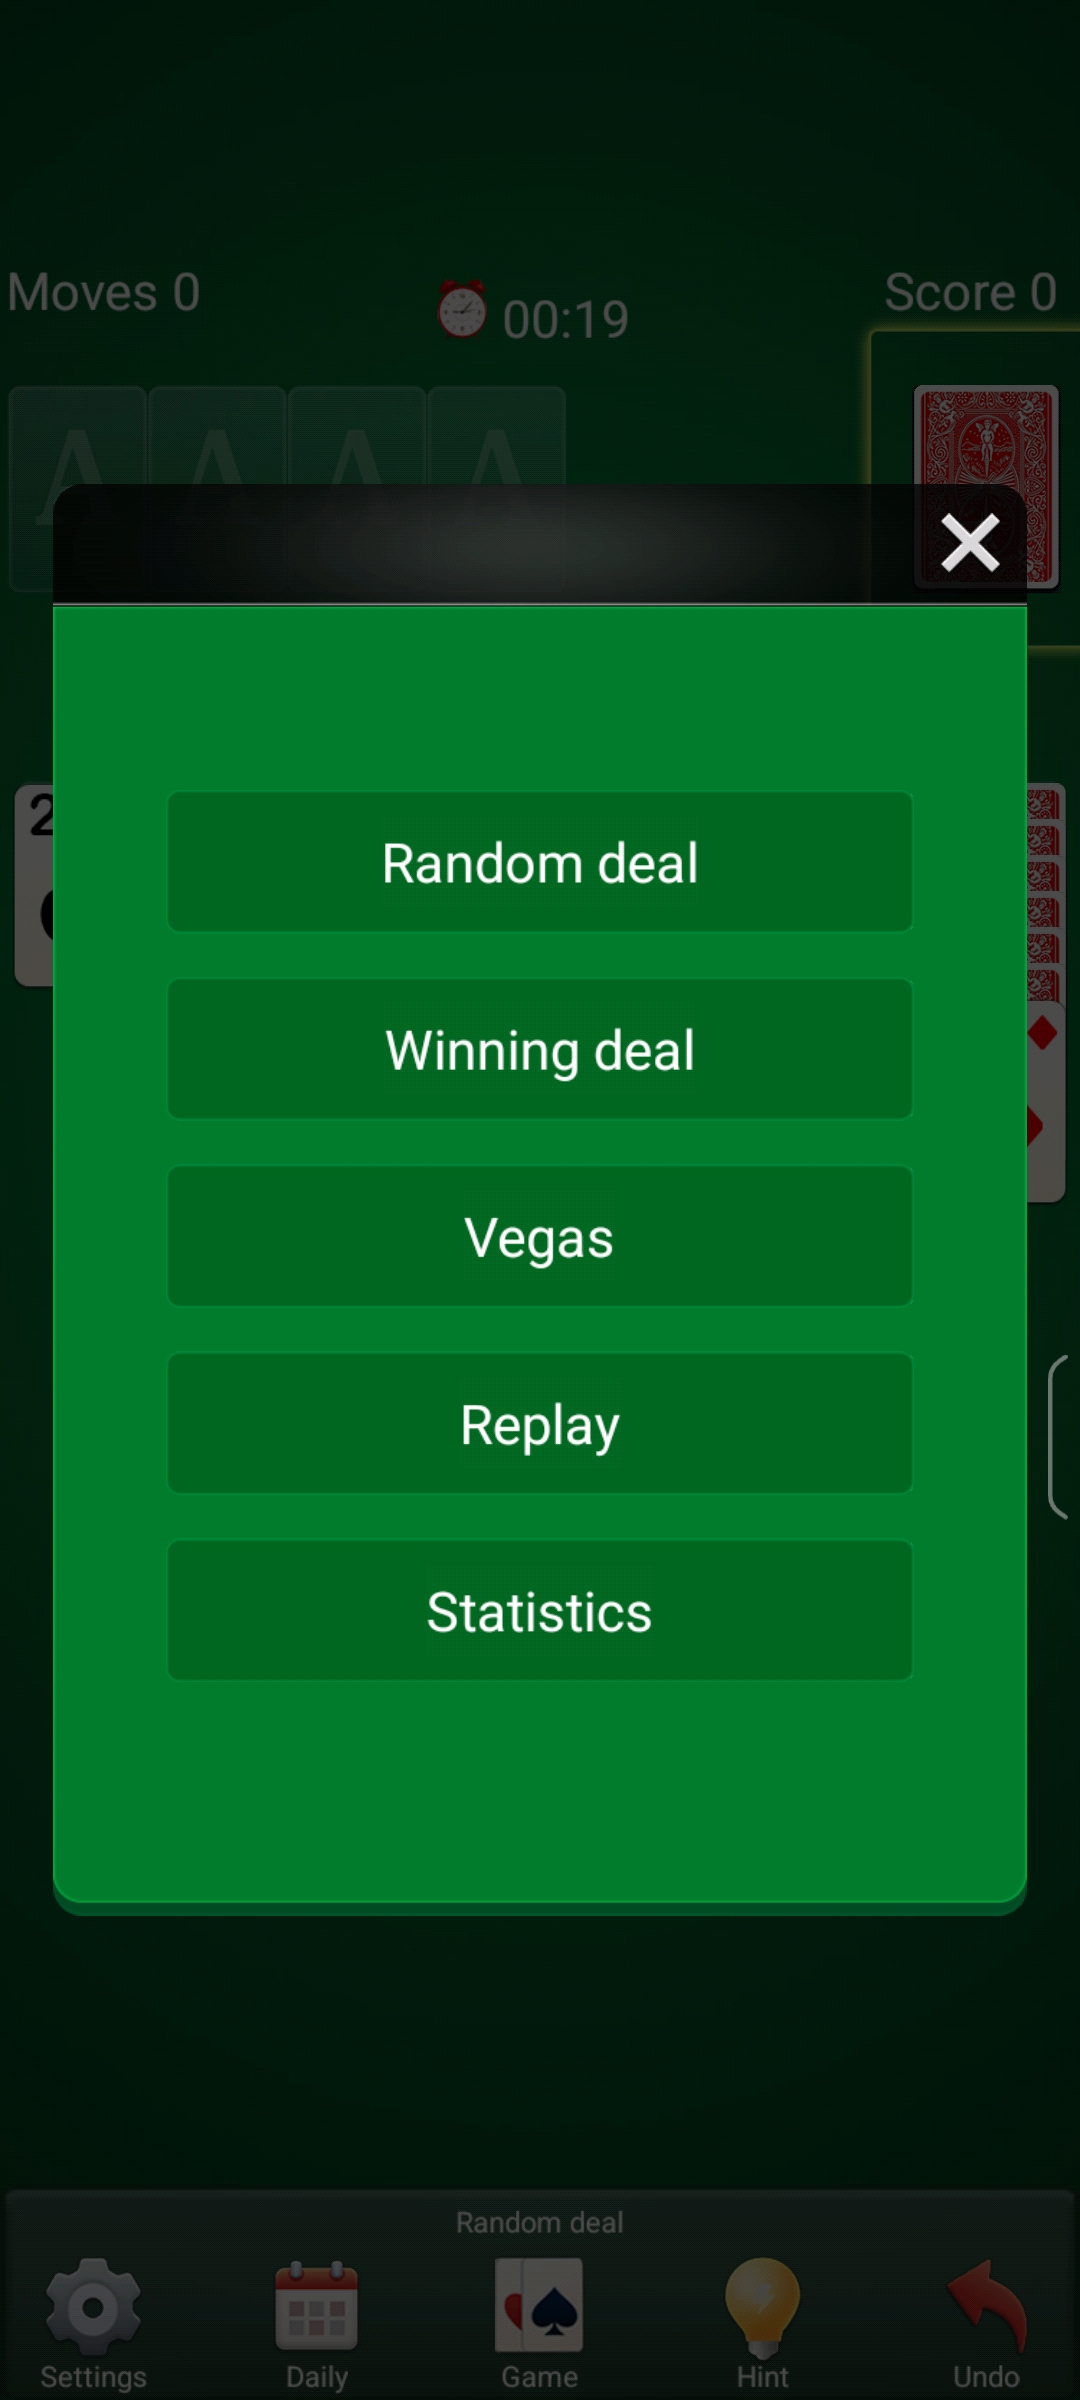 Moves 0
00:19
Score 0
A A A A
2
Random deal
Winning deal
Vegas
Replay
Statistics
Random deal
Settings
Daily
Game
Hint
Undo